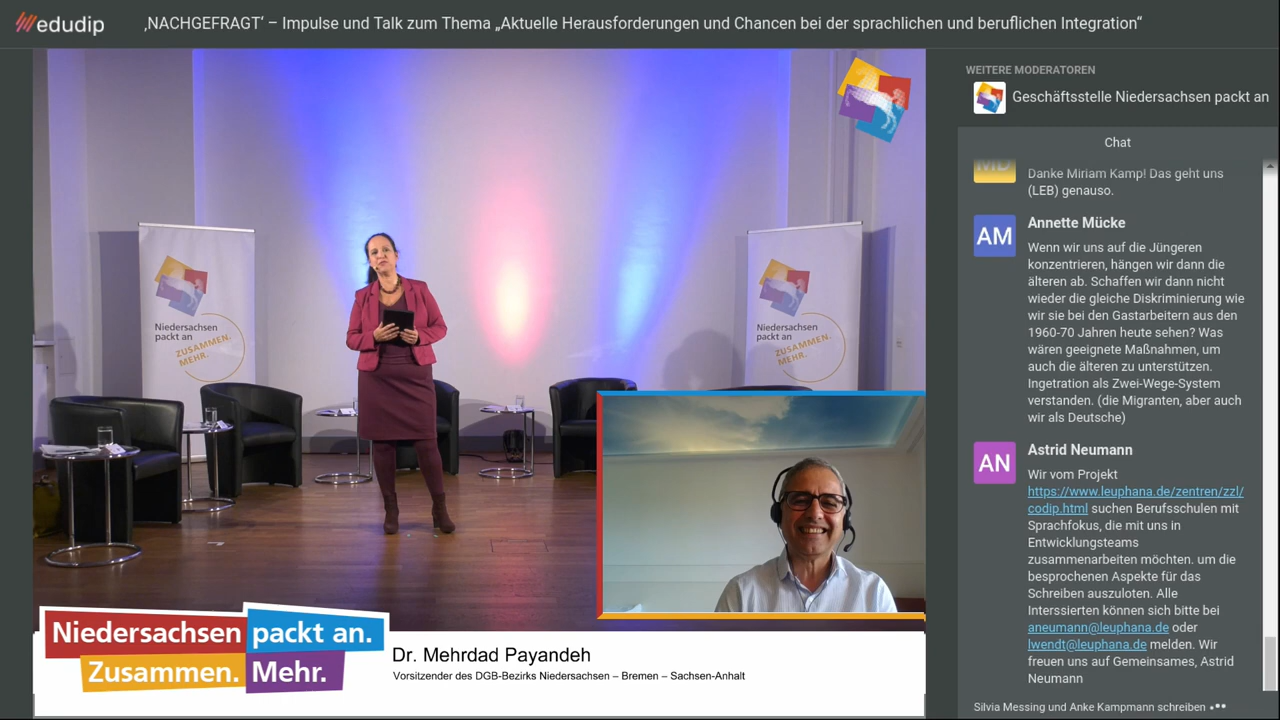 edudip
‚NACHGEFRAGT‘ – Impulse und Talk zum Thema „Aktuelle Herausforderungen und Chancen bei der sprachlichen und beruflichen Integration“
Niedersachsen
packt an
ZUSAMMEN.
MEHR.
Niedersachsen
packt an
ZUSAMMEN.
MEHR.
Niedersachsen packt an.
Zusammen. Mehr.
Dr. Mehrdad Payandeh
Vorsitzender des DGB-Bezirks Niedersachsen – Bremen – Sachsen-Anhalt
WEITERE MODERATOREN
Geschäftsstelle Niedersachsen packt an
Chat
MD
Danke Miriam Kamp! Das geht uns
(LEB) genauso.
AM
Annette Mücke
Wenn wir uns auf die Jüngeren
konzentrieren, hängen wir dann die
älteren ab. Schaffen wir dann nicht
wieder die gleiche Diskriminierung wie
wir sie bei den Gastarbeitern aus den
1960-70 Jahren heute sehen? Was
wären geeignete Maßnahmen, um
auch die älteren zu unterstützen.
Ingetration als Zwei-Wege-System
verstanden. (die Migranten, aber auch
wir als Deutsche)
AN
Astrid Neumann
Wir vom Projekt
https://www.leuphana.de/zentren/zzl/
codip.html suchen Berufsschulen mit
Sprachfokus, die mit uns in
Entwicklungsteams
zusammenarbeiten möchten. um die
besprochenen Aspekte für das
Schreiben auszuloten. Alle
Interssierten können sich bitte bei
aneumann@leuphana.de oder
lwendt@leuphana.de melden. Wir
freuen uns auf Gemeinsames, Astrid
Neumann
Silvia Messing und Anke Kampmann schreiben